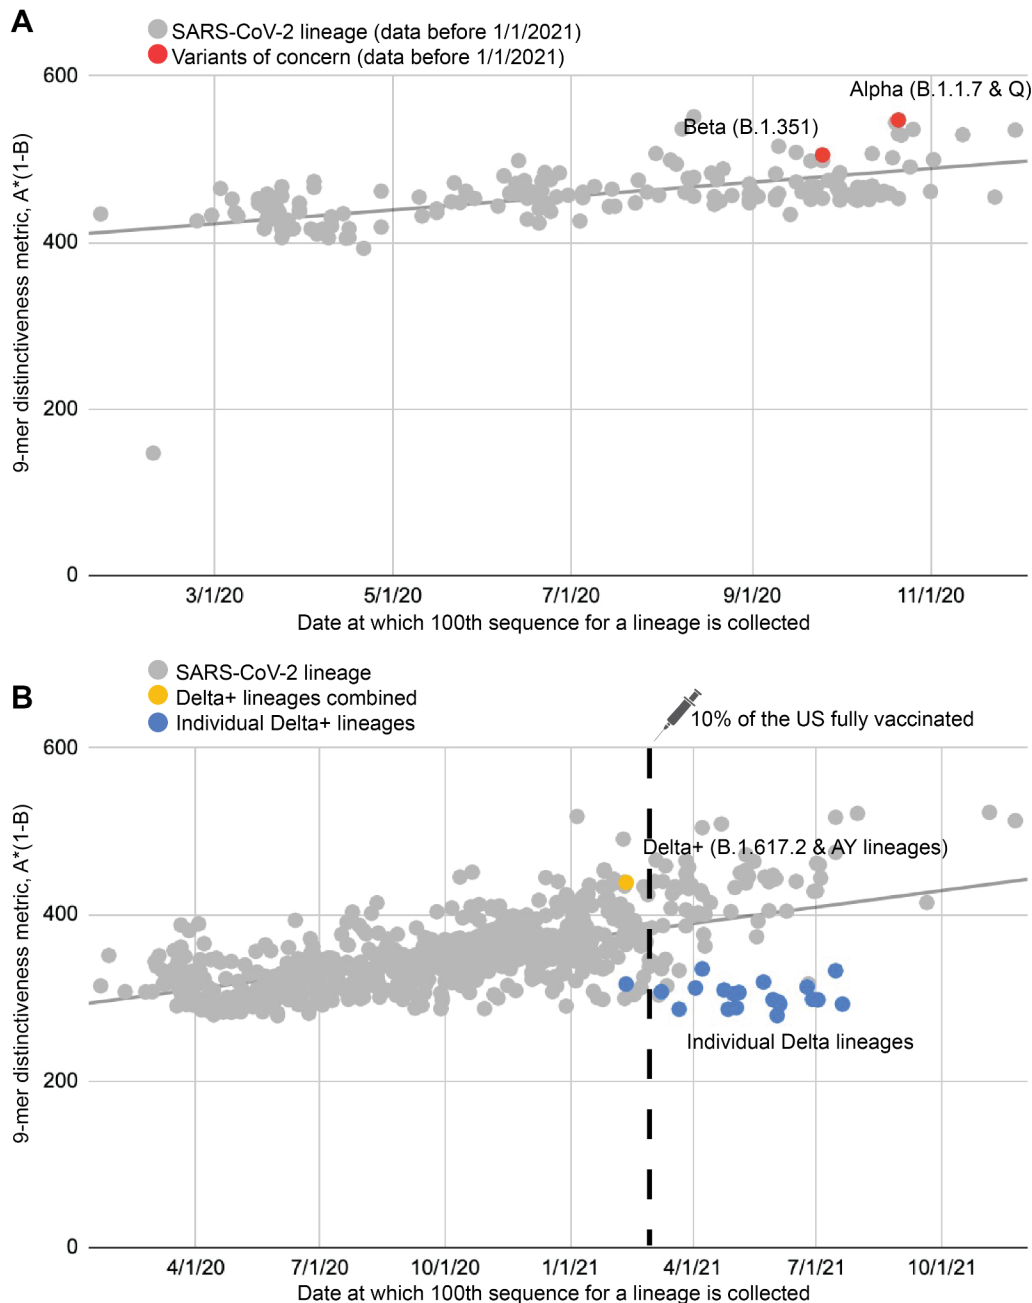 A
SARS-CoV-2 lineage (data before 1/1/2021)
Variants of concern (data before 1/1/2021)
600
Alpha (B.1.1.7 & Q)
Beta (B.1.351)
400
200
0
9-mer distinctiveness metric, A*(1-B)
3/1/20 5/1/20 7/1/20 9/1/20 11/1/20
Date at which 100th sequence for a lineage is collected
B
SARS-CoV-2 lineage
Delta+ lineages combined
Individual Delta+ lineages
10% of the US fully vaccinated
600
Delta+ (B.1.617.2 & AY lineages)
400
Individual Delta lineages
200
0
9-mer distinctiveness metric, A*(1-B)
4/1/20 7/1/20 10/1/20 1/1/21 4/1/21 7/1/21 10/1/21
Date at which 100th sequence for a lineage is collected